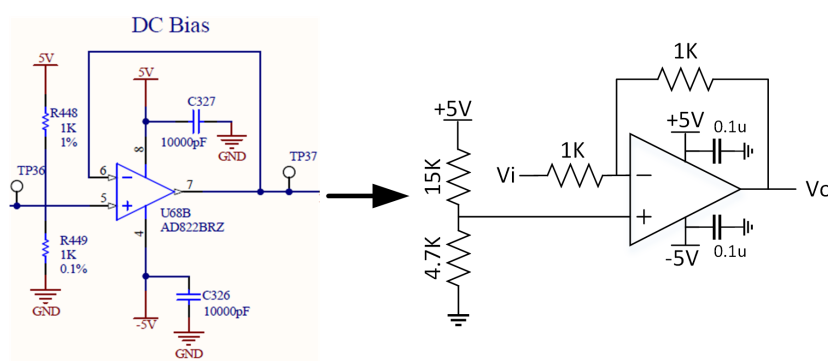 DC Bias
5V
R448
1K
1%
TP36
R449
1K
0.1%
GND
5V
C327
10000pF
GND
8
6
5
7
4
U68B
AD822BRZ
TP37
C326
10000pF
-5V
GND
+5V
15K
4.7K
Vi
1K
1K
+5V
0.1u
-5V
0.1u
Vo